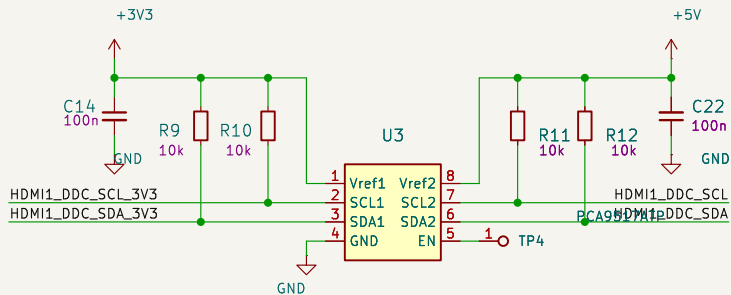 +3V3
+5V
C14
100n
R9
10k
R10
10k
U3
R11
10k
R12
10k
C22
100n
GND
GND
1 Vref1 Vref2 8
HDMI1_DDC_SCL_3V3 2 SCL1 SCL2 7 HDMI1_DDC_SCL
HDMI1_DDC_SDA_3V3 3 SDA1 SDA2 6 PCA9517ATP HDMI1_DDC_SDA
4 GND EN 5 1 TP4
GND